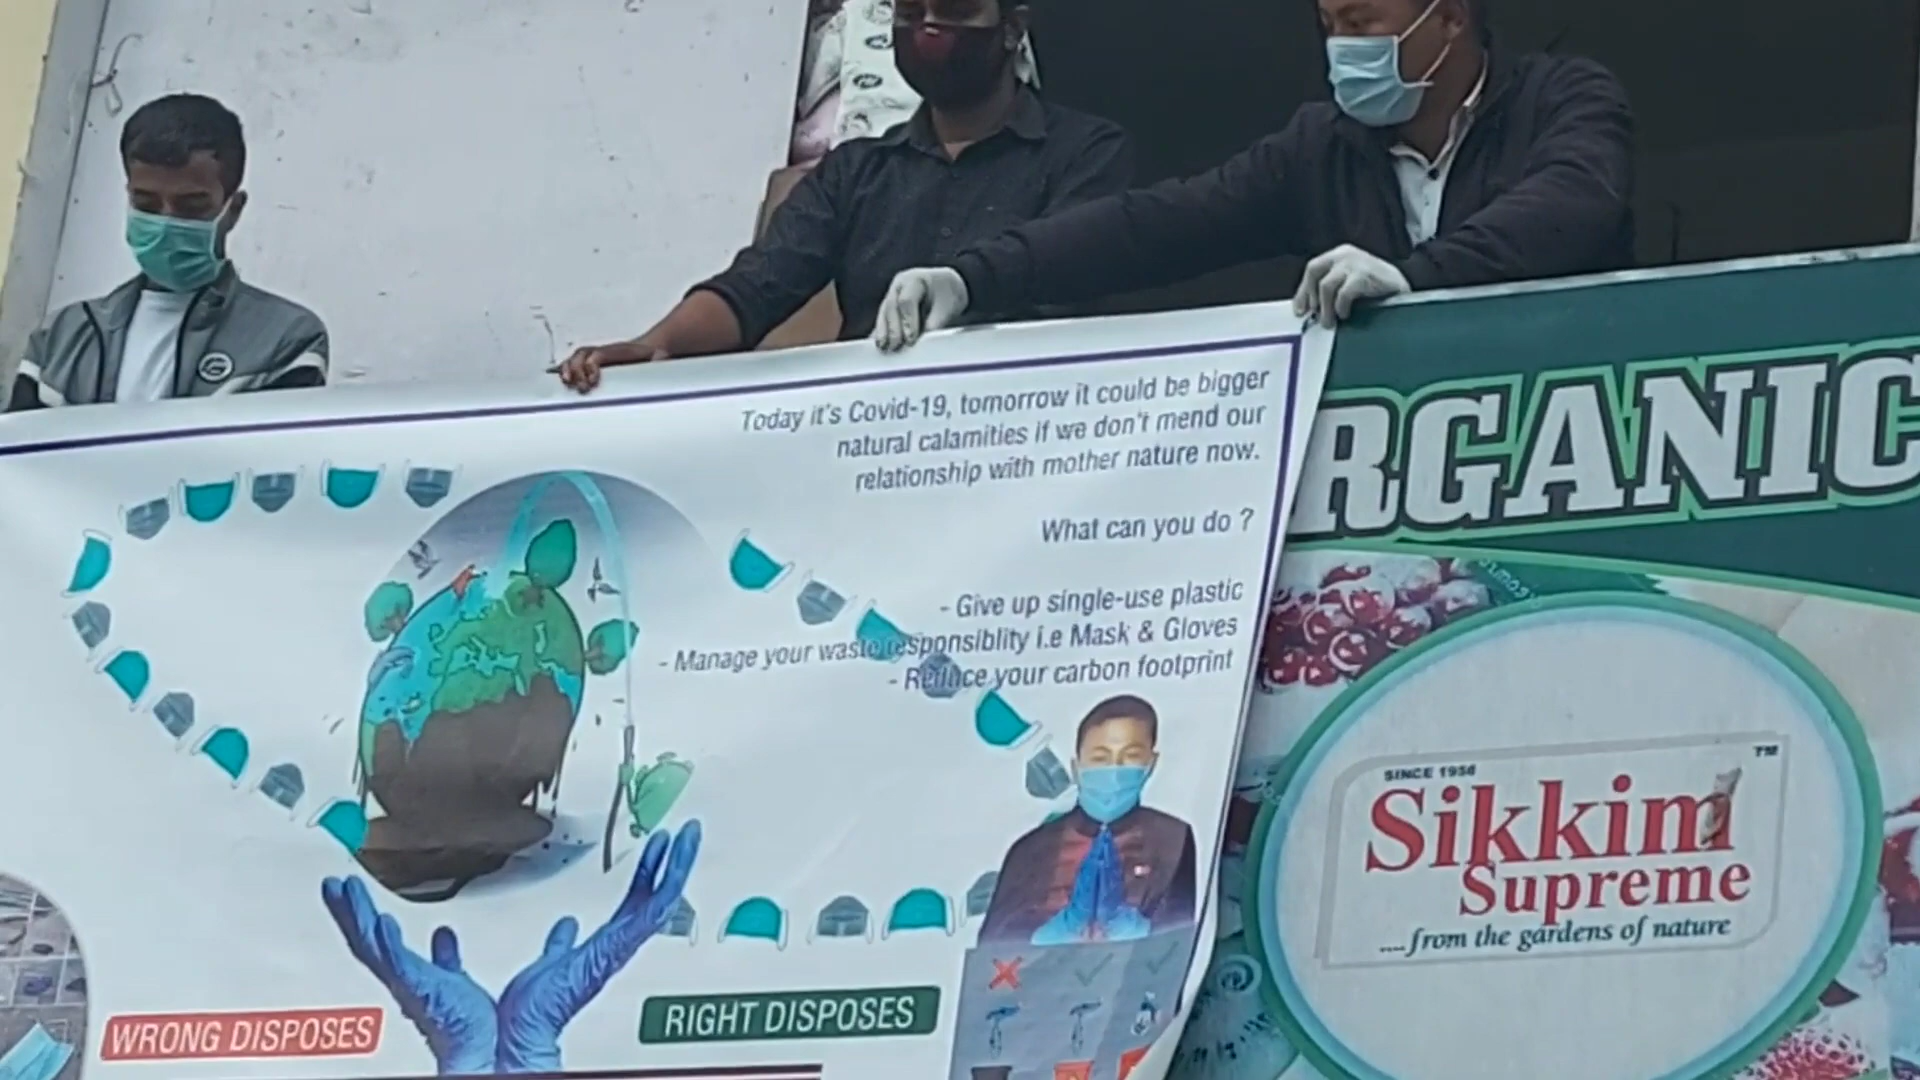 Today it's Covid-19, tomorrow it could be bigger
natural calamities if we don't mend our
relationship with mother nature now.
What can you do ?
- Give up single-use plastic
- Manage your waste responsiblity i.e Mask & Gloves
- Reduce your carbon footprint
WRONG DISPOSES
RIGHT DISPOSES
RGANIC
SINCE 1956
Sikkim
TM
Supreme
....from the gardens of nature